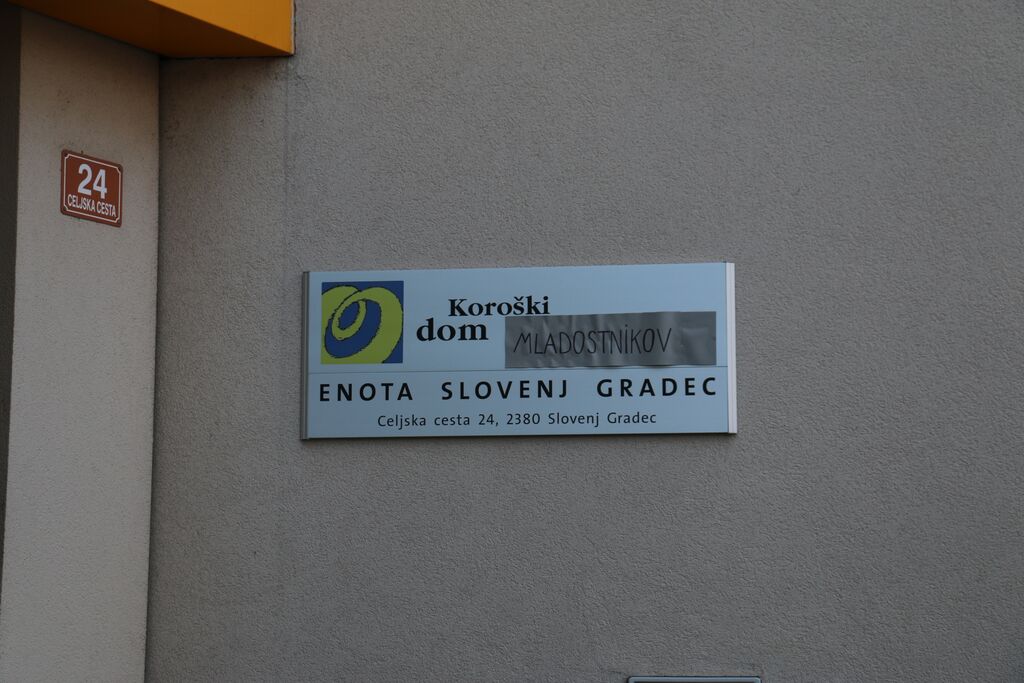 24
CELJSKA CESTA
Koroški
dom MLADOSTNiKOV
ENOTA SLOVENJ GRADEC
Celjska cesta 24, 2380 Slovenj Gradec